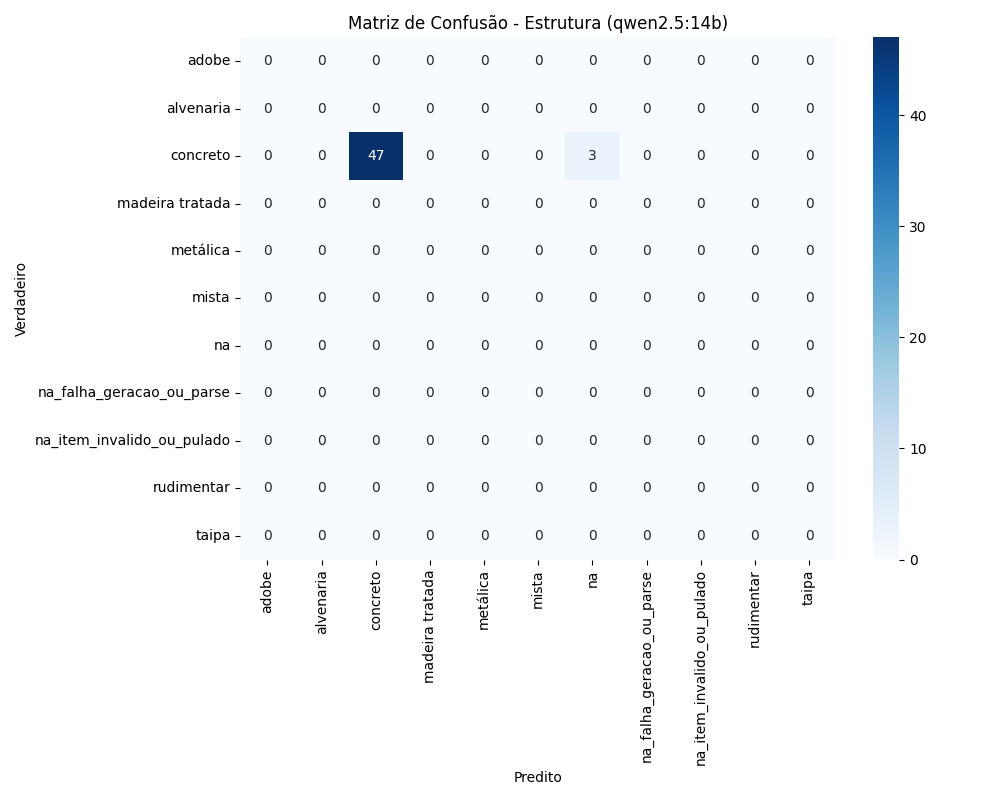 Matriz de Confusão - Estrutura (qwen2.5:14b)
Verdadeiro
adobe 0 0 0 0 0 0 0 0 0 0 0
alvenaria 0 0 0 0 0 0 0 0 0 0 0
concreto 0 0 47 0 0 0 3 0 0 0 0
madeira tratada 0 0 0 0 0 0 0 0 0 0 0
metálica 0 0 0 0 0 0 0 0 0 0 0
mista 0 0 0 0 0 0 0 0 0 0 0
na 0 0 0 0 0 0 0 0 0 0 0
na_falha_geracao_ou_parse 0 0 0 0 0 0 0 0 0 0 0
na_item_invalido_ou_pulado 0 0 0 0 0 0 0 0 0 0 0
rudimentar 0 0 0 0 0 0 0 0 0 0 0
taipa 0 0 0 0 0 0 0 0 0 0 0
adobe
alvenaria
concreto
madeira tratada
metálica
mista
na
na_falha_geracao_ou_parse
na_item_invalido_ou_pulado
rudimentar
taipa
Predito
40
30
20
10
0